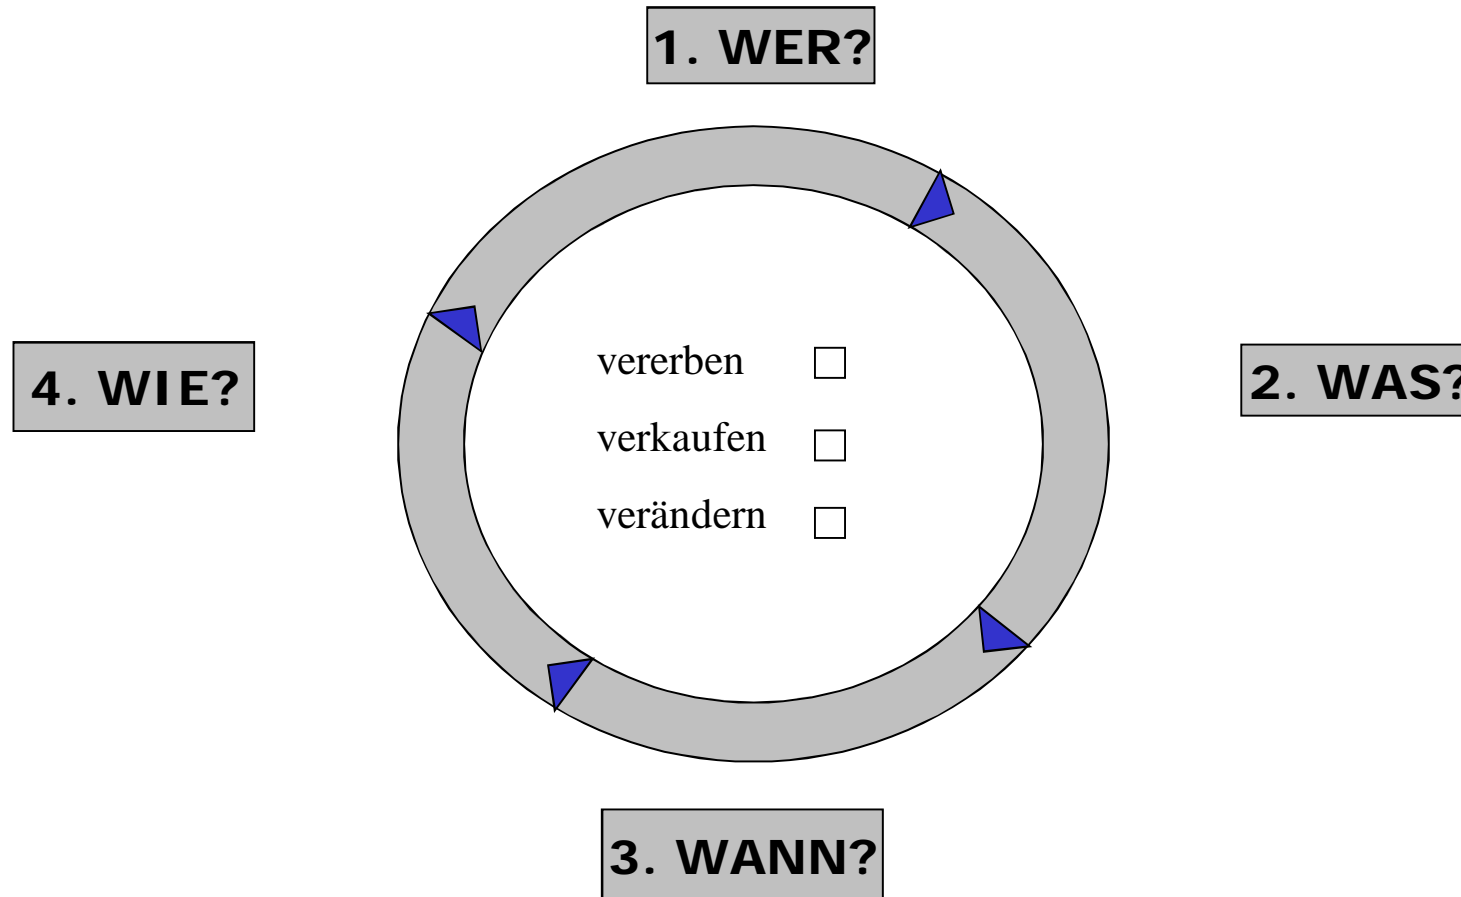 1. WER?
4. WIE?
2. WAS?
vererben
verkaufen
verändern
3. WANN?